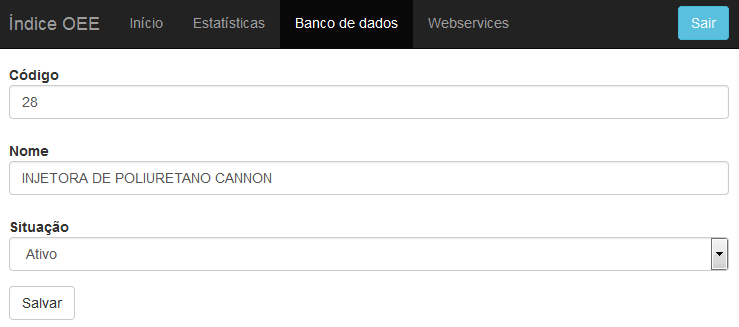 Índice OEE Início Estatísticas Banco de dados Webservices Sair
Código
28
Nome
INJETORA DE POLIURETANO CANNON
Situação
Ativo
Salvar